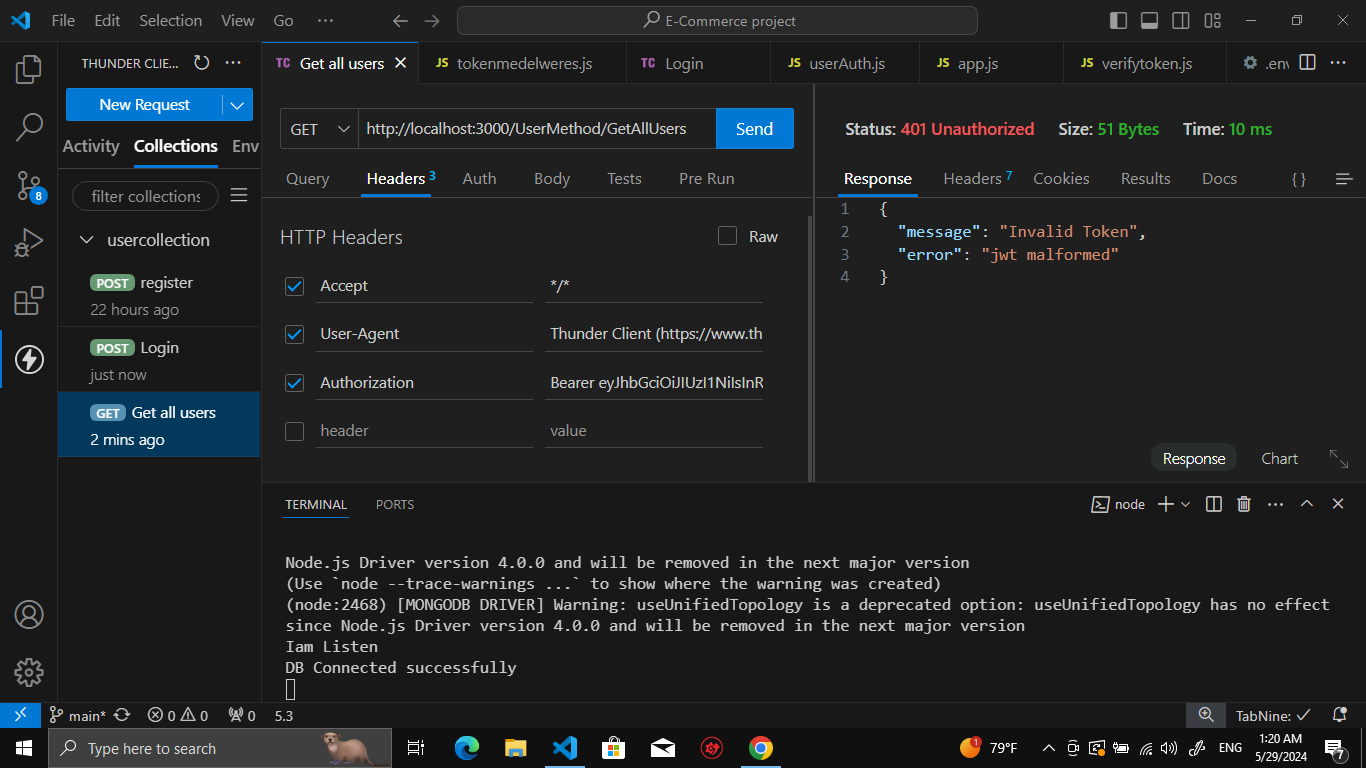 File Edit Selection View Go ···
E-Commerce project
THUNDER CLIE... ···
New Request
Activity Collections Env
filter collections
usercollection
POST register
22 hours ago
POST Login
just now
GET Get all users
2 mins ago
8
TC Get all users
JS tokenmedelweres.js
TC Login
JS userAuth.js
JS app.js
JS verifytoken.js
.env
GET http://localhost:3000/UserMethod/GetAllUsers Send
Query Headers 3 Auth Body Tests Pre Run
HTTP Headers Raw
Accept */*
User-Agent Thunder Client (https://www.th
Authorization Bearer eyJhbGciOiJIUzI1NiIsInR
header value
Status: 401 Unauthorized Size: 51 Bytes Time: 10 ms
Response Headers 7 Cookies Results Docs { }
1 {
2 "message": "Invalid Token",
3 "error": "jwt malformed"
4 }
Response Chart
TERMINAL PORTS
node
Node.js Driver version 4.0.0 and will be removed in the next major version
(Use `node --trace-warnings ...` to show where the warning was created)
(node:2468) [MONGODB DRIVER] Warning: useUnifiedTopology is a deprecated option: useUnifiedTopology has no effect
since Node.js Driver version 4.0.0 and will be removed in the next major version
Iam Listen
DB Connected successfully
main* 0 0 0 5.3
TabNine: ✓
Type here to search
1 79°F
ENG
1:20 AM
5/29/2024
7